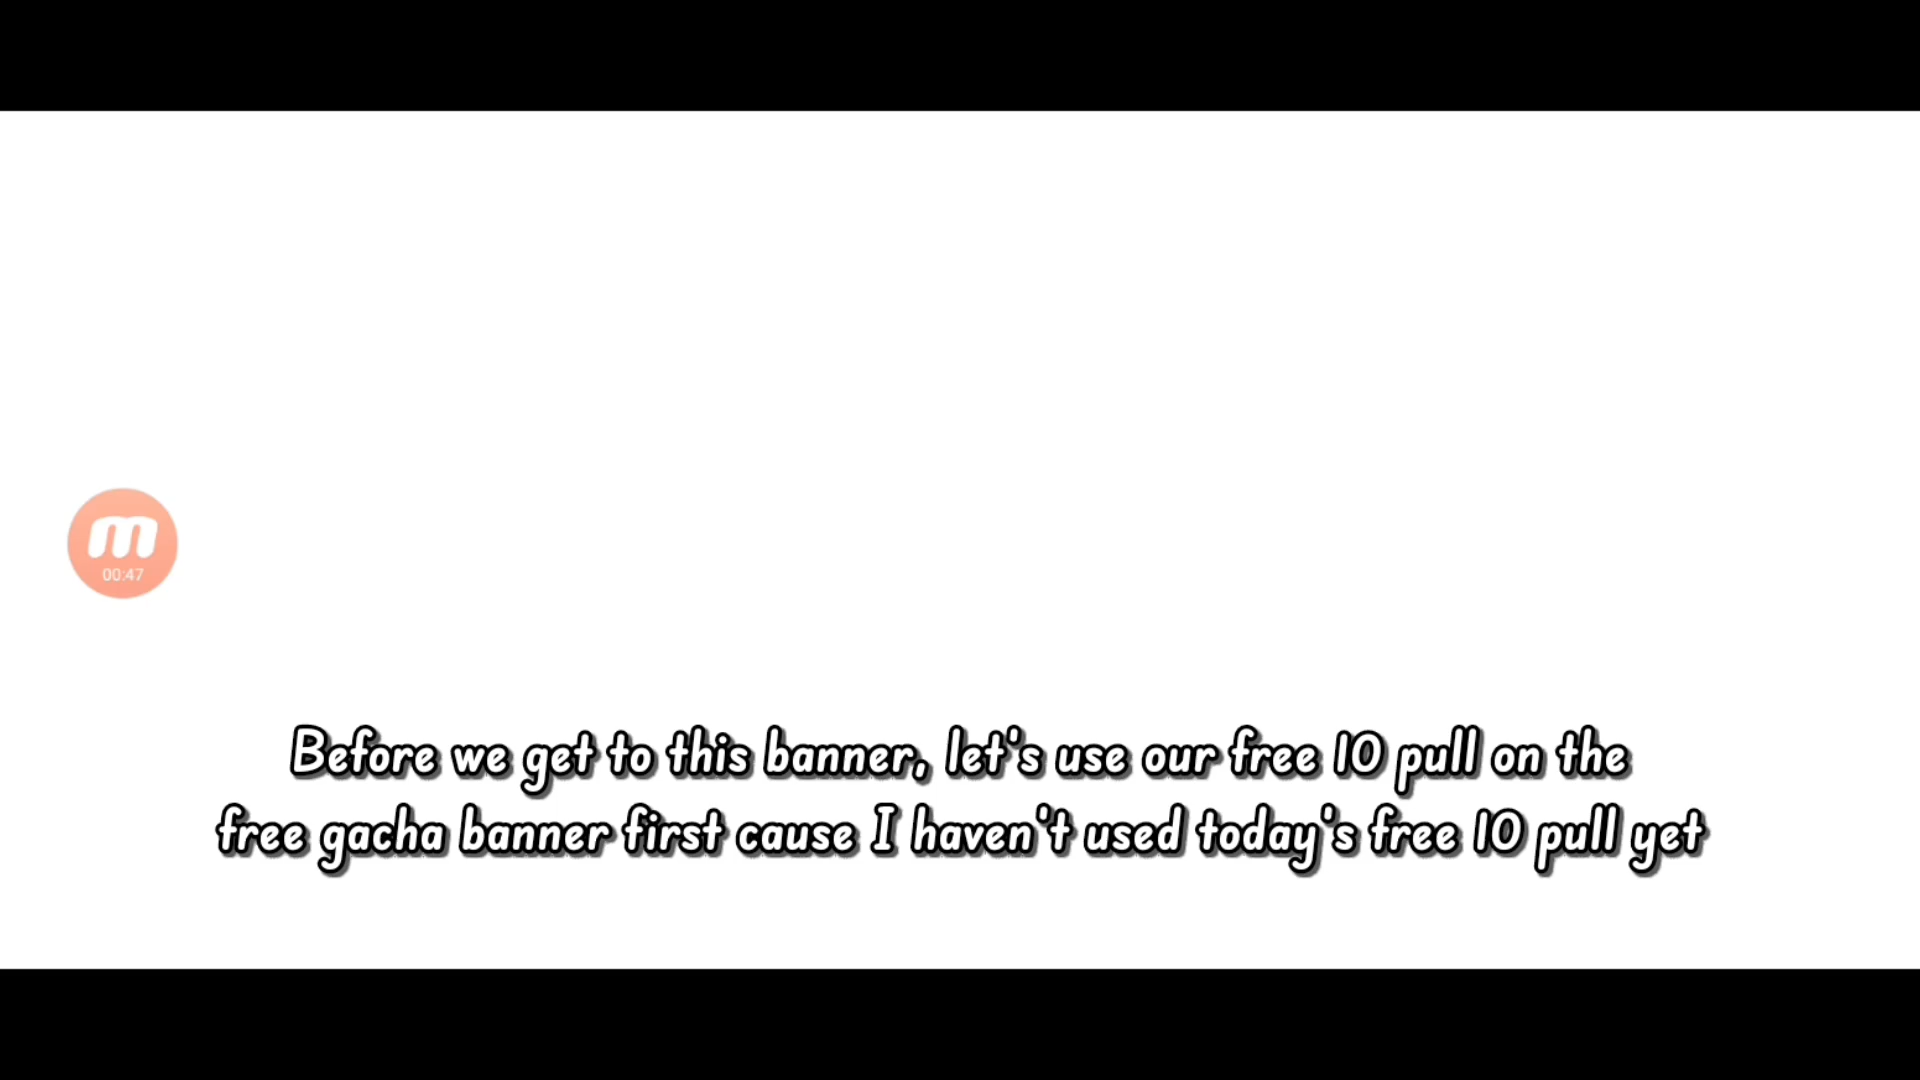 m
00:47
Before we get to this banner, let's use our free 10 pull on the
free gacha banner first cause I haven't used today's free 10 pull yet